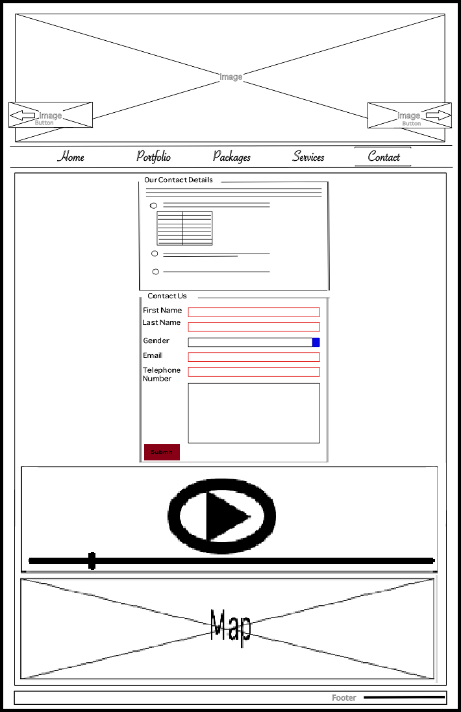 Image
Image
Button
Image
Button
Home Portfolio Packages Services Contact
Our Contact Details
Contact Us
First Name
Last Name
Gender
Email
Telephone
Number
Submit
Map
Footer